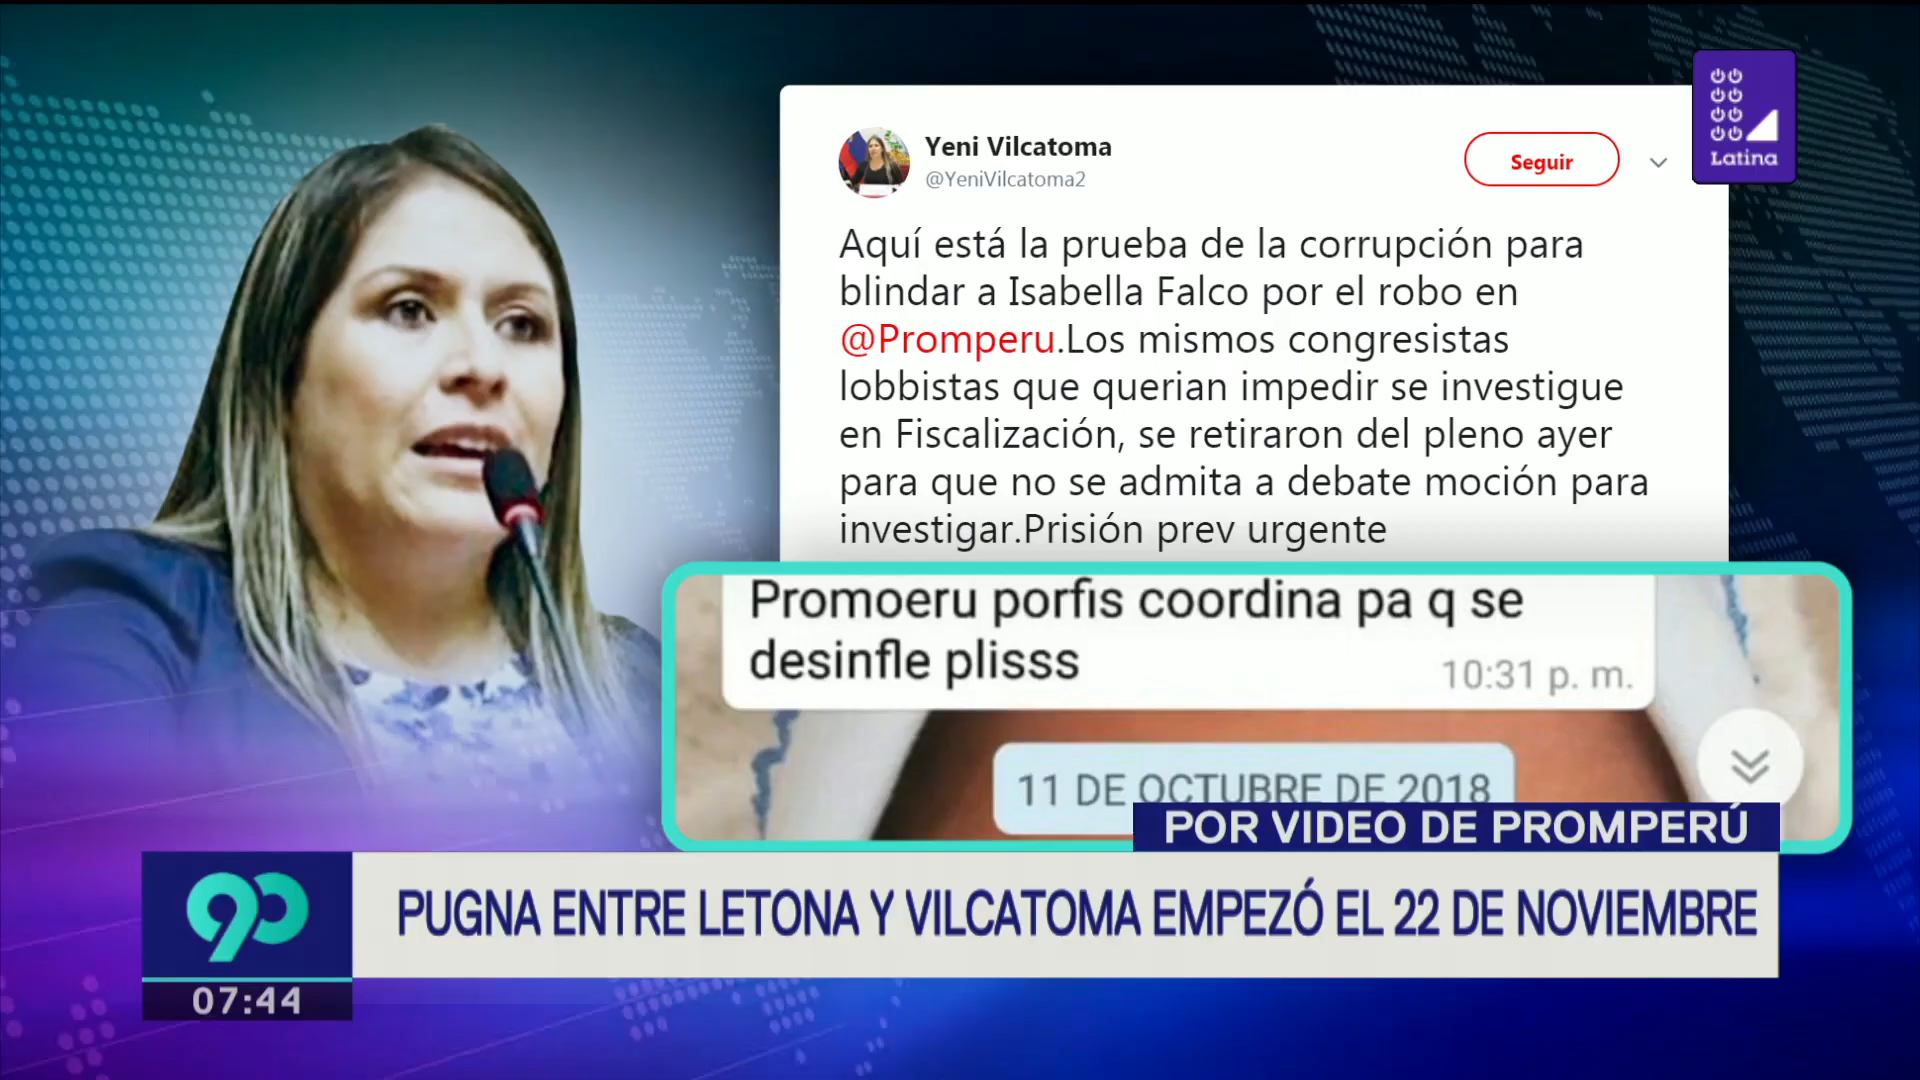 Latina
Yeni Vilcatoma
@YeniVilcatoma2
Seguir
Aquí está la prueba de la corrupción para
blindar a Isabella Falco por el robo en
@Promperu.Los mismos congresistas
lobbistas que querian impedir se investigue
en Fiscalización, se retiraron del pleno ayer
para que no se admita a debate moción para
investigar.Prisión prev urgente
Promoeru porfis coordina pa q se
desinfle plisss
10:31 p. m.
11 DE OCTUBRE DE 2018
POR VIDEO DE PROMPERÚ
90
PUGNA ENTRE LETONA Y VILCATOMA EMPEZÓ EL 22 DE NOVIEMBRE
07:44